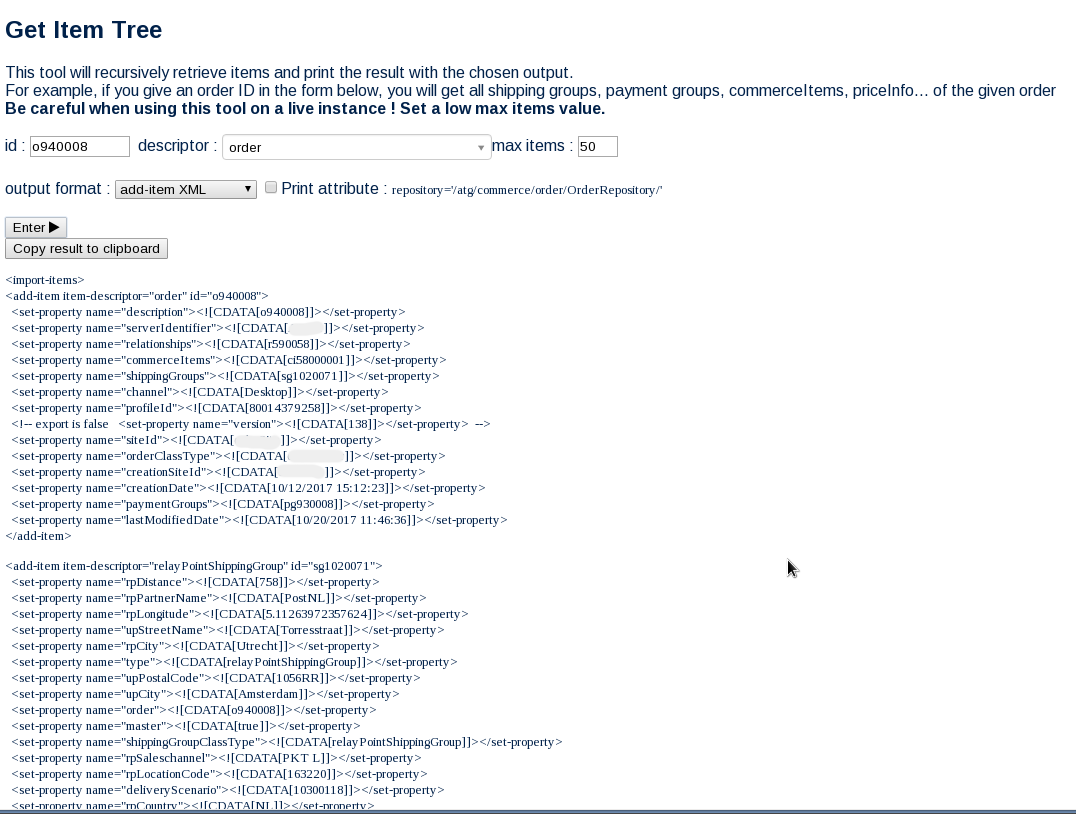 Get Item Tree
This tool will recursively retrieve items and print the result with the chosen output.
For example, if you give an order ID in the form below, you will get all shipping groups, payment groups, commerceItems, priceInfo... of the given order
Be careful when using this tool on a live instance ! Set a low max items value.
id : o940008 descriptor : order max items : 50
output format : add-item XML Print attribute : repository='/atg/commerce/order/OrderRepository/'
Enter
Copy result to clipboard
<import-items>
<add-item item-descriptor="order" id="o940008">
<set-property name="description"><![CDATA[o940008]]></set-property>
<set-property name="serverIdentifier"><![CDATA[ ]]></set-property>
<set-property name="relationships"><![CDATA[r590058]]></set-property>
<set-property name="commerceItems"><![CDATA[ci58000001]]></set-property>
<set-property name="shippingGroups"><![CDATA[sg1020071]]></set-property>
<set-property name="channel"><![CDATA[Desktop]]></set-property>
<set-property name="profileId"><![CDATA[80014379258]]></set-property>
<!-- export is false <set-property name="version"><![CDATA[138]]></set-property> -->
<set-property name="siteId"><![CDATA[ ]]></set-property>
<set-property name="orderClassType"><![CDATA[ ]]></set-property>
<set-property name="creationSiteId"><![CDATA[ ]]></set-property>
<set-property name="creationDate"><![CDATA[10/12/2017 15:12:23]]></set-property>
<set-property name="paymentGroups"><![CDATA[pg930008]]></set-property>
<set-property name="lastModifiedDate"><![CDATA[10/20/2017 11:46:36]]></set-property>
</add-item>
<add-item item-descriptor="relayPointShippingGroup" id="sg1020071">
<set-property name="rpDistance"><![CDATA[758]]></set-property>
<set-property name="rpPartnerName"><![CDATA[PostNL]]></set-property>
<set-property name="rpLongitude"><![CDATA[5.11263972357624]]></set-property>
<set-property name="upStreetName"><![CDATA[Torresstraat]]></set-property>
<set-property name="rpCity"><![CDATA[Utrecht]]></set-property>
<set-property name="type"><![CDATA[relayPointShippingGroup]]></set-property>
<set-property name="upPostalCode"><![CDATA[1056RR]]></set-property>
<set-property name="upCity"><![CDATA[Amsterdam]]></set-property>
<set-property name="order"><![CDATA[o940008]]></set-property>
<set-property name="master"><![CDATA[true]]></set-property>
<set-property name="shippingGroupClassType"><![CDATA[relayPointShippingGroup]]></set-property>
<set-property name="rpSaleschannel"><![CDATA[PKT L]]></set-property>
<set-property name="rpLocationCode"><![CDATA[163220]]></set-property>
<set-property name="deliveryScenario"><![CDATA[10300118]]></set-property>
<set-property name="rpCountry"><![CDATA[NL]]></set-property>